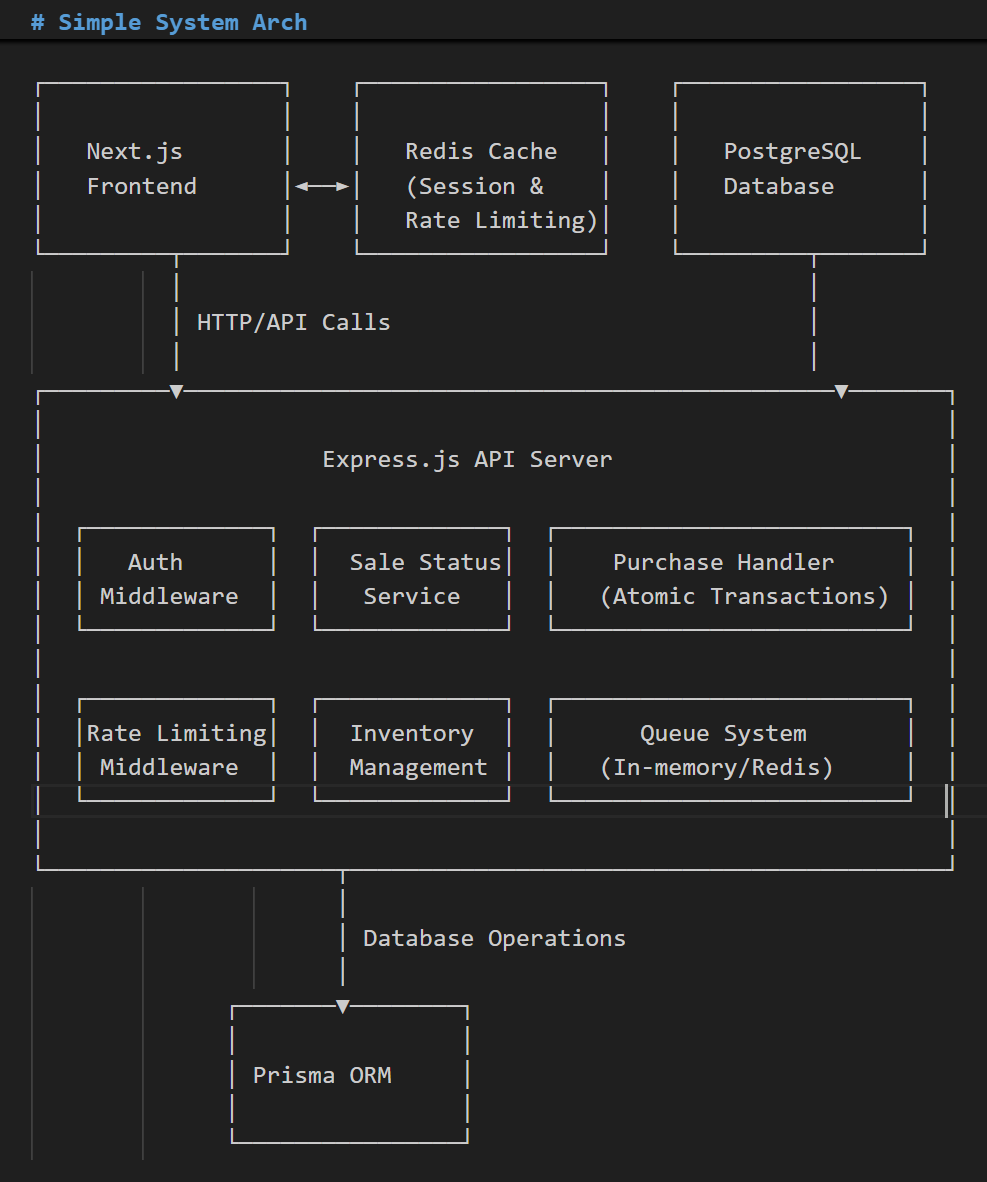 # Simple System Arch
Next.js
Frontend
Redis Cache
(Session &
Rate Limiting)
PostgreSQL
Database
HTTP/API Calls
Express.js API Server
Auth
Middleware
Sale Status
Service
Purchase Handler
(Atomic Transactions)
Rate Limiting
Middleware
Inventory
Management
Queue System
(In-memory/Redis)
Database Operations
Prisma ORM